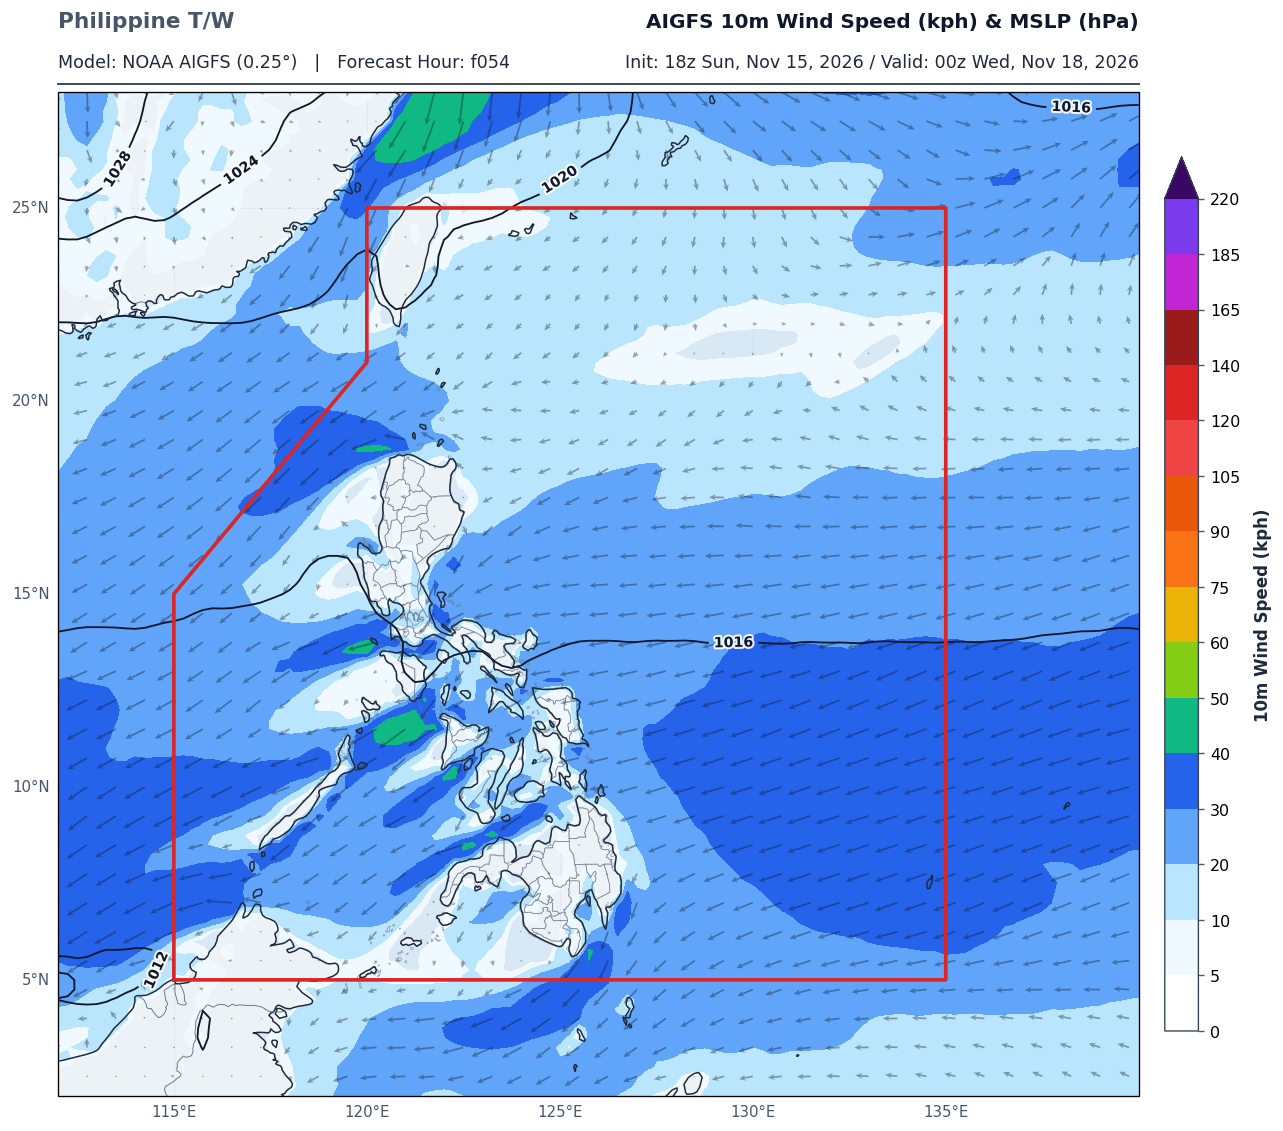 Philippine T/W
AIGFS 10m Wind Speed (kph) & MSLP (hPa)
Model: NOAA AIGFS (0.25°)   |   Forecast Hour: f054
Init: 18z Sun, Nov 15, 2026 / Valid: 00z Wed, Nov 18, 2026
1016
1028
1024
1020
25°N
20°N
15°N
1016
10°N
1012
5°N
115°E
120°E
125°E
130°E
135°E
220
185
165
140
120
105
90
75
60
50
40
30
20
10
5
0
10m Wind Speed (kph)